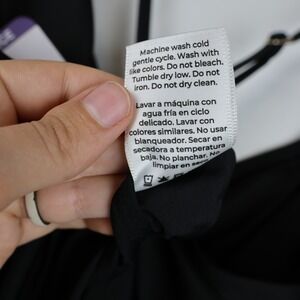 Machine wash cold
gentle cycle. Wash with
like colors. Do not bleach.
Tumble dry low. Do not
iron. Do not dry clean.
Lavar a máquina con
agua fría en ciclo
delicado. Lavar con
colores similares. No usar
blanqueador. Secar en
secadora a temperatura
baja. No planchar. No
limpiar en